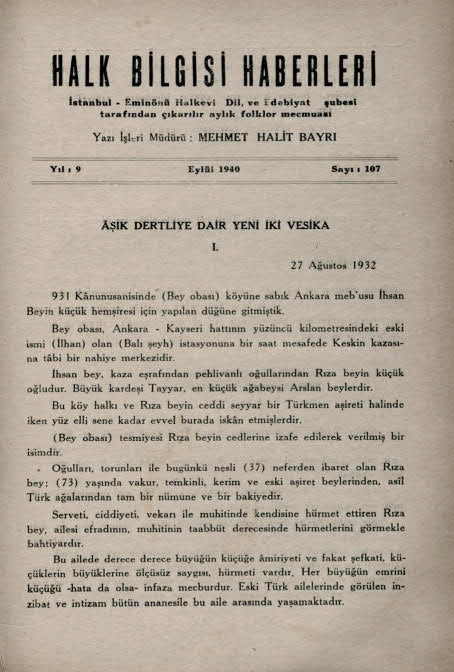 HALK BİLGİSİ HABERLERİ
İstanbul - Eminönü Halkevi Dil, ve Edebiyat şubesi
tarafından çıkarılır aylık folklor mecmuası
Yazı İşleri Müdürü : MEHMET HALİT BAYRI
Yıl : 9 Eylûl 1940 Sayı : 107
ÂŞIK DERTLİYE DAİR YENİ İKİ VESİKA
I.
27 Ağustos 1932
931 Kânunusanisinde (Bey obası) köyüne sabık Ankara meb'usu İhsan
Beyin küçük hemşiresi için yapılan düğüne gitmiştik.
Bey obası, Ankara - Kayseri hattının yüzüncü kilometresindeki eski
ismi (İlhan) olan (Balı şeyh) istasyonuna bir saat mesafede Keskin kazası-
na tâbi bir nahiye merkezidir.
İhsan bey, kaza eşrafından pehlivanlı oğullarından Rıza beyin küçük
oğludur. Büyük kardeşi Tayyar, en küçük ağabeysi Arslan beylerdir.
Bu köy halkı ve Rıza beyin ceddi seyyar bir Türkmen aşireti halinde
iken yüz elli sene kadar evvel burada iskân etmişlerdir.
(Bey obası) tesmiyesi Rıza beyin cedlerine izafe edilerek verilmiş bir
isimdir.
Oğulları, torunları ile bugünkü nesli (37) neferden ibaret olan Rıza
bey; (73) yaşında vakur, temkinli, kerim ve eski aşiret beylerinden, asîl
Türk ağalarından tam bir nümune ve bir bakiyedir.
Serveti, ciddiyeti, vekarı ile muhitinde kendisine hürmet ettiren Rıza
bey, ailesi efradının, muhitinin taabbüt derecesinde hürmetlerini görmekle
bahtiyardır.
Bu ailede derece derece büyüğün küçüğe âmiriyeti ve fakat şefkati, kü-
çüklerin büyüklerine ölçüsüz saygısı, hürmeti vardır. Her büyüğün emrini
küçüğü -hata da olsa- infaza mecburdur. Eski Türk ailelerinde görülen in-
zibat ve intizam bütün ananesile bu aile arasında yaşamaktadır.